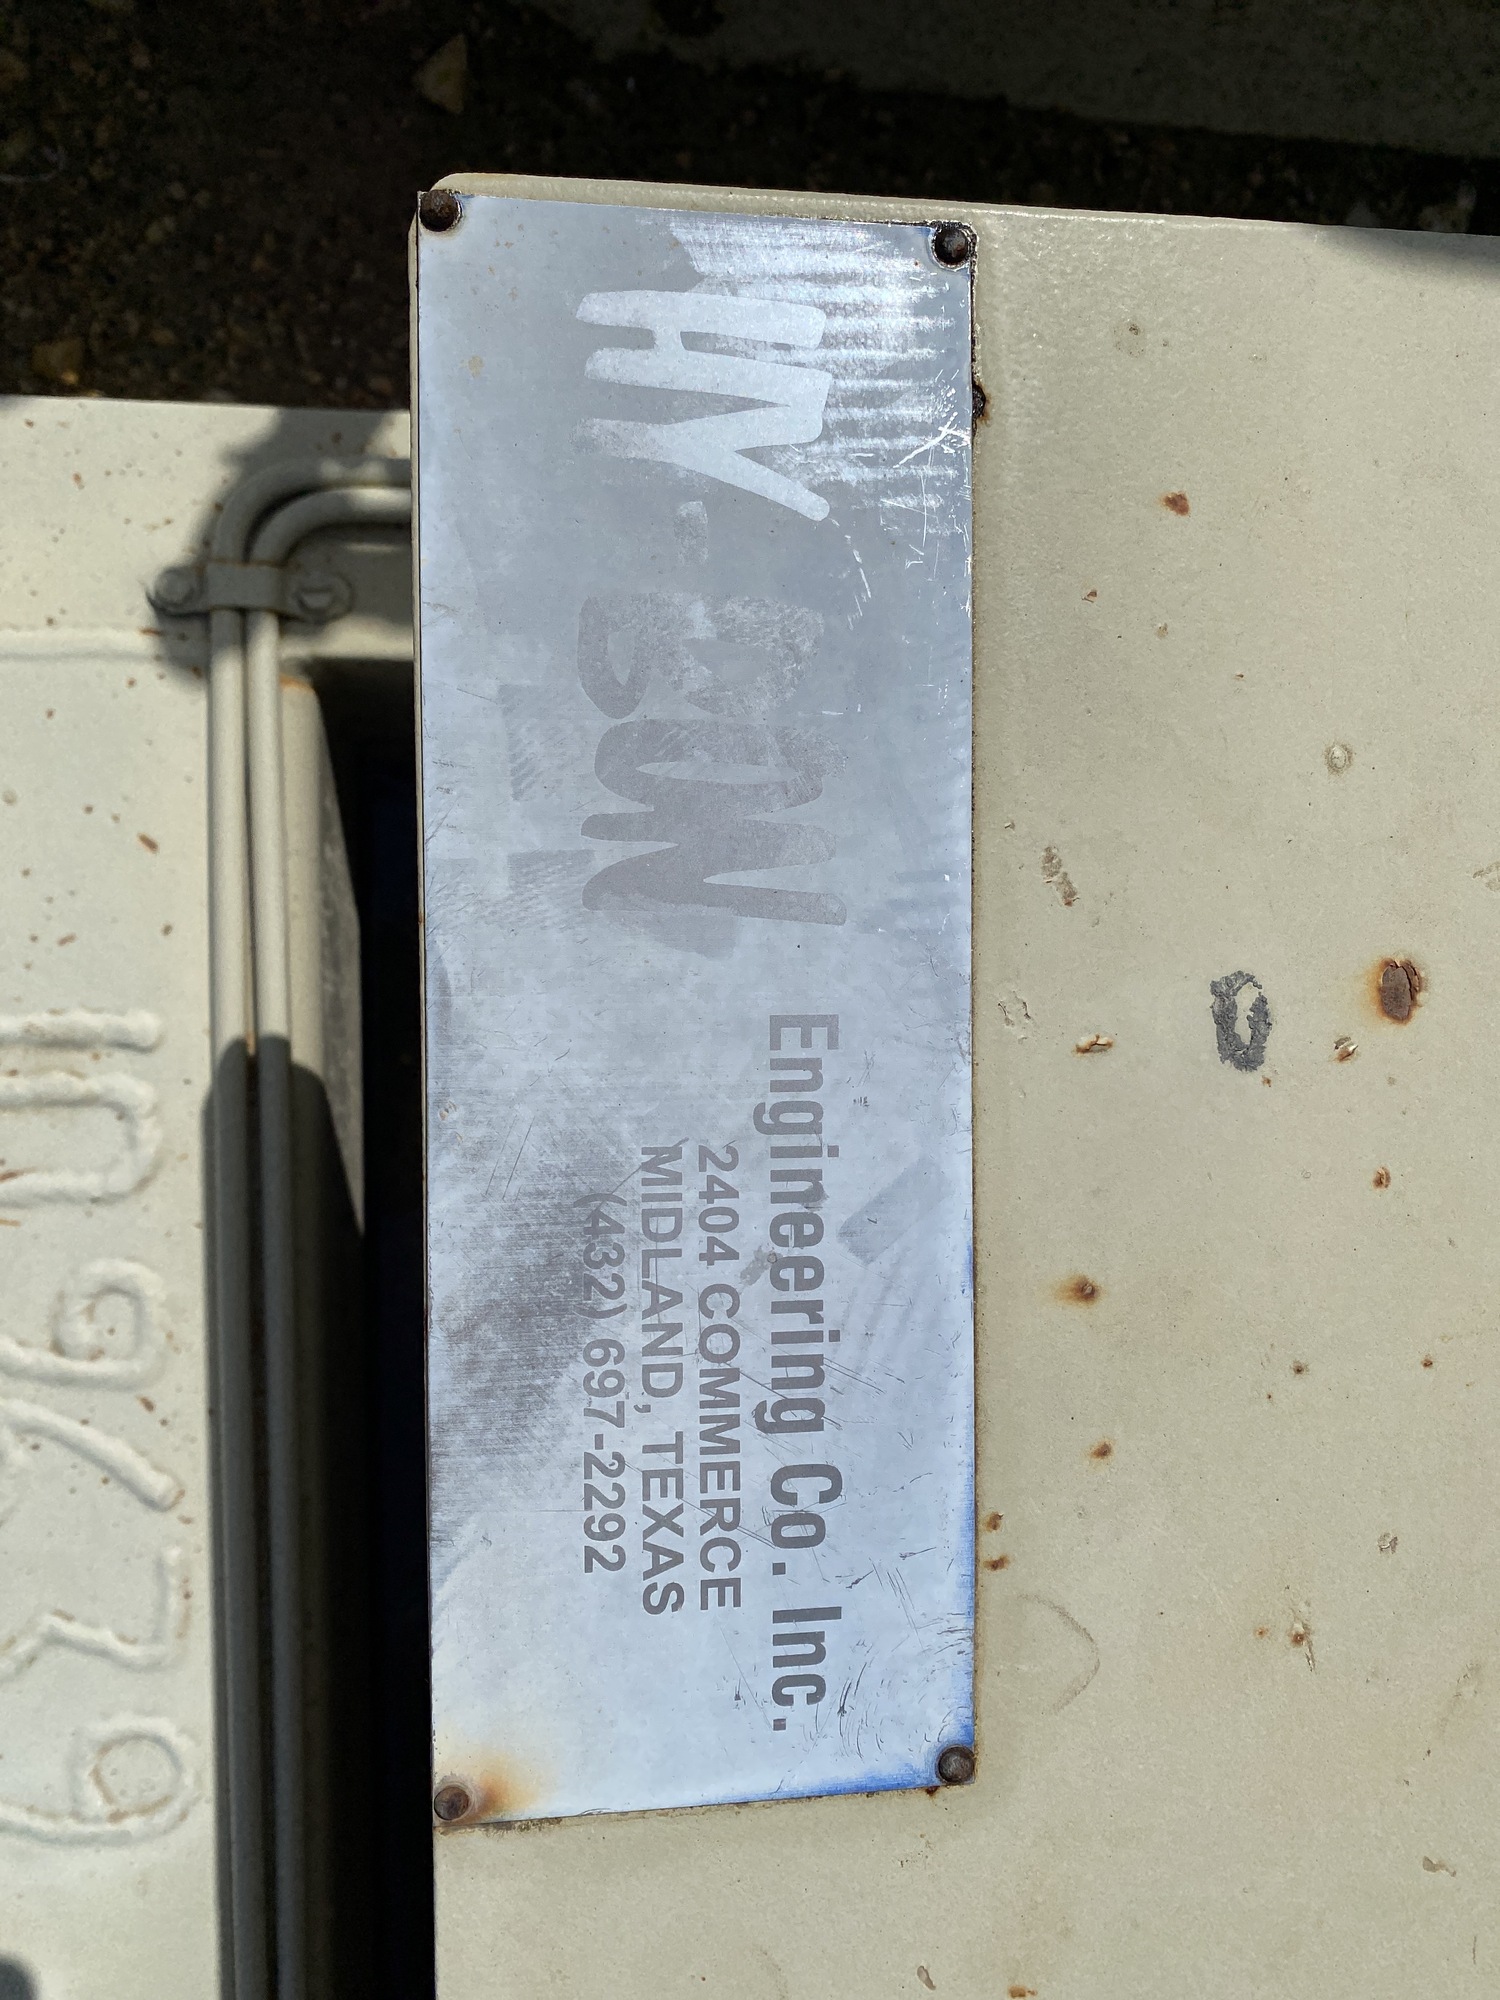 HY-BON
Engineering Co. Inc.
2404 COMMERCE
MIDLAND, TEXAS
(432) 697-2292